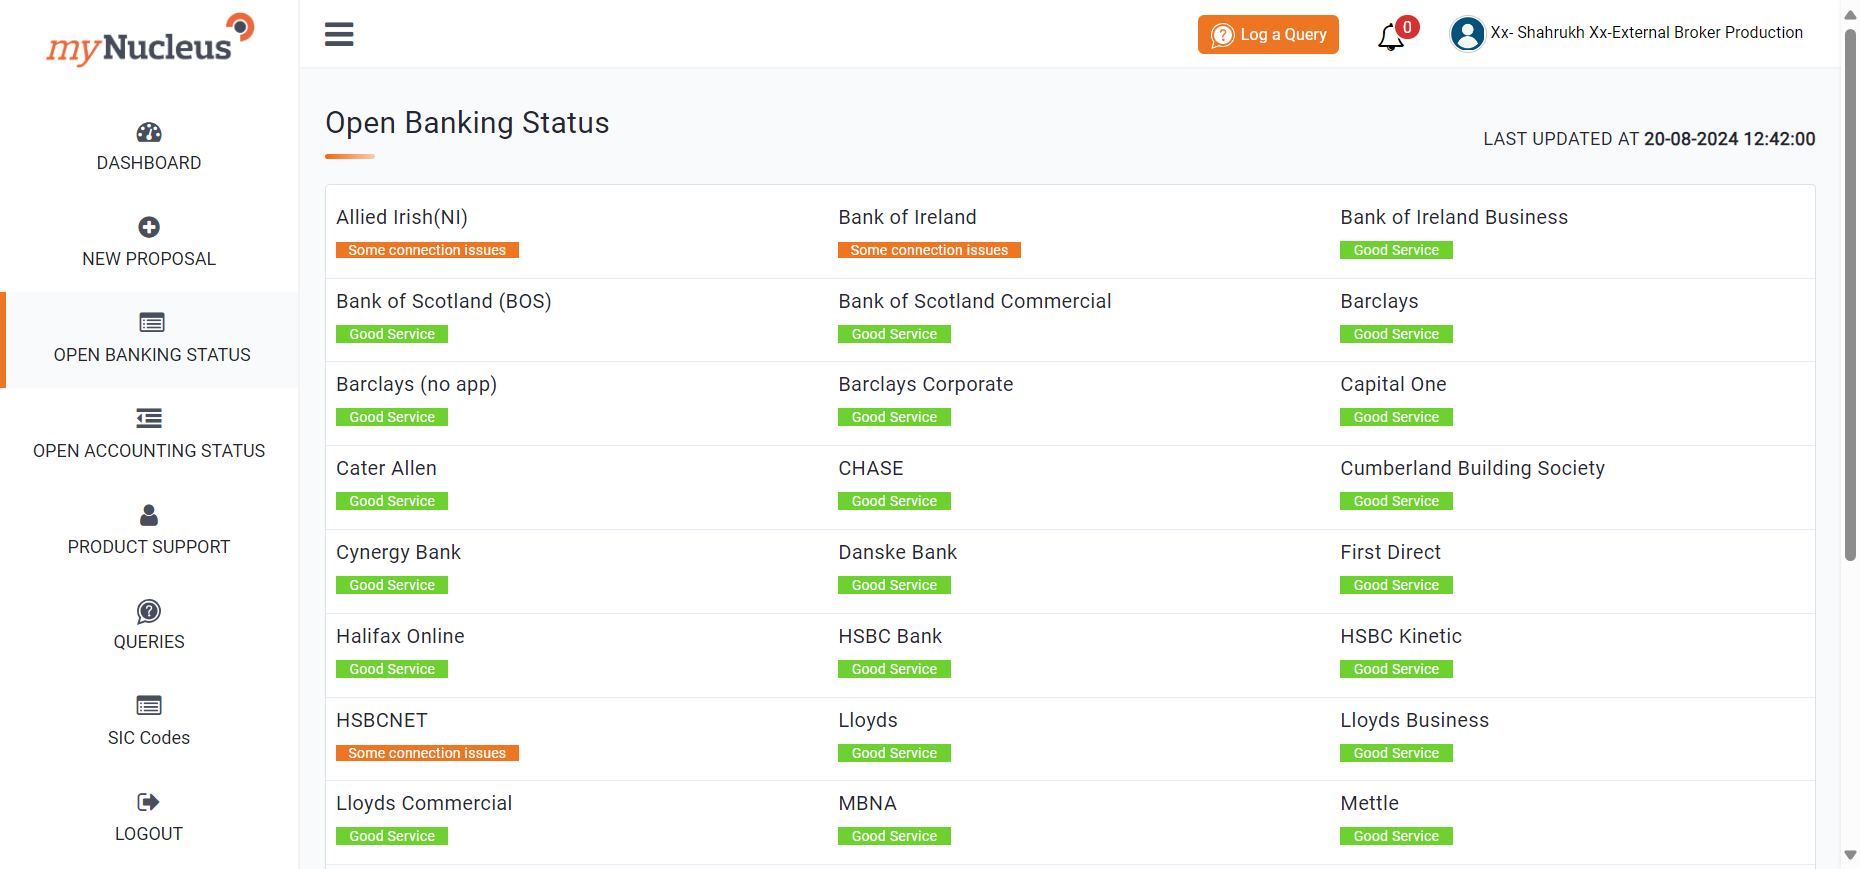 myNucleus
Log a Query
0
Xx- Shahrukh Xx-External Broker Production
DASHBOARD
NEW PROPOSAL
OPEN BANKING STATUS
OPEN ACCOUNTING STATUS
PRODUCT SUPPORT
QUERIES
SIC Codes
LOGOUT
Open Banking Status
LAST UPDATED AT 20-08-2024 12:42:00
Allied Irish(NI)
Some connection issues
Bank of Ireland
Some connection issues
Bank of Ireland Business
Good Service
Bank of Scotland (BOS)
Good Service
Bank of Scotland Commercial
Good Service
Barclays
Good Service
Barclays (no app)
Good Service
Barclays Corporate
Good Service
Capital One
Good Service
Cater Allen
Good Service
CHASE
Good Service
Cumberland Building Society
Good Service
Cynergy Bank
Good Service
Danske Bank
Good Service
First Direct
Good Service
Halifax Online
Good Service
HSBC Bank
Good Service
HSBC Kinetic
Good Service
HSBCNET
Some connection issues
Lloyds
Good Service
Lloyds Business
Good Service
Lloyds Commercial
Good Service
MBNA
Good Service
Mettle
Good Service